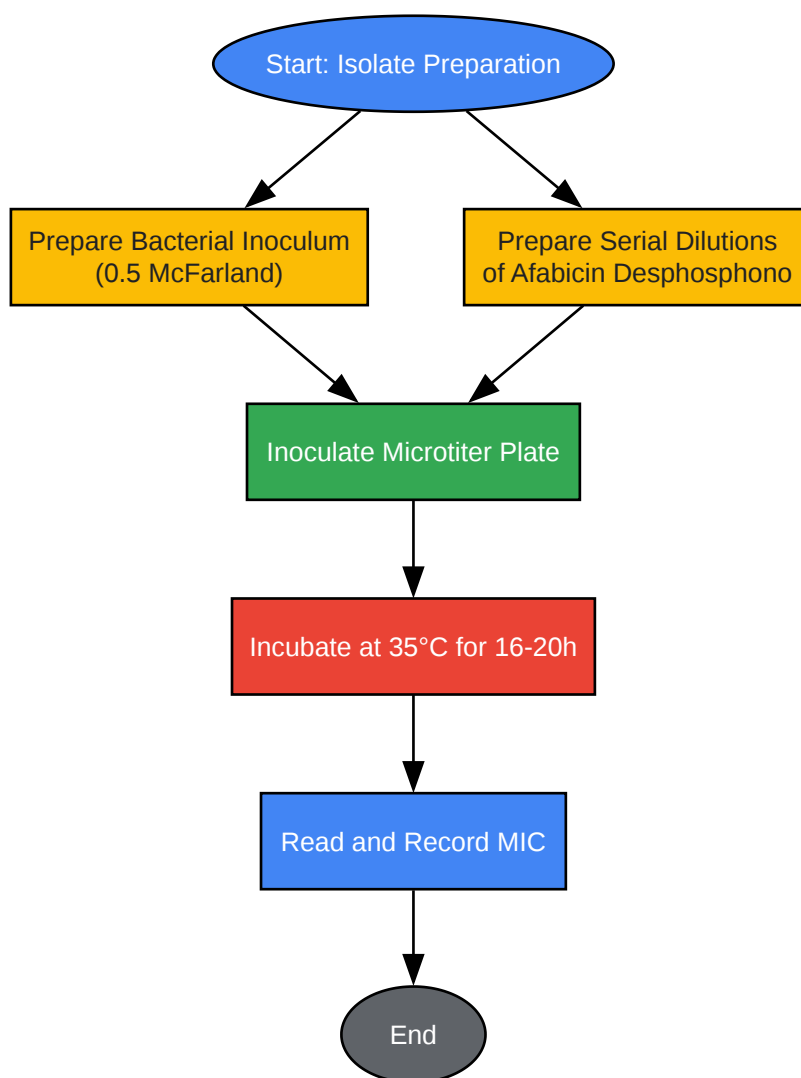 Start: Isolate Preparation
Prepare Bacterial Inoculum
(0.5 McFarland)
Prepare Serial Dilutions
of Afabicin Desphosphono
Inoculate Microtiter Plate
Incubate at 35°C for 16-20h
Read and Record MIC
End